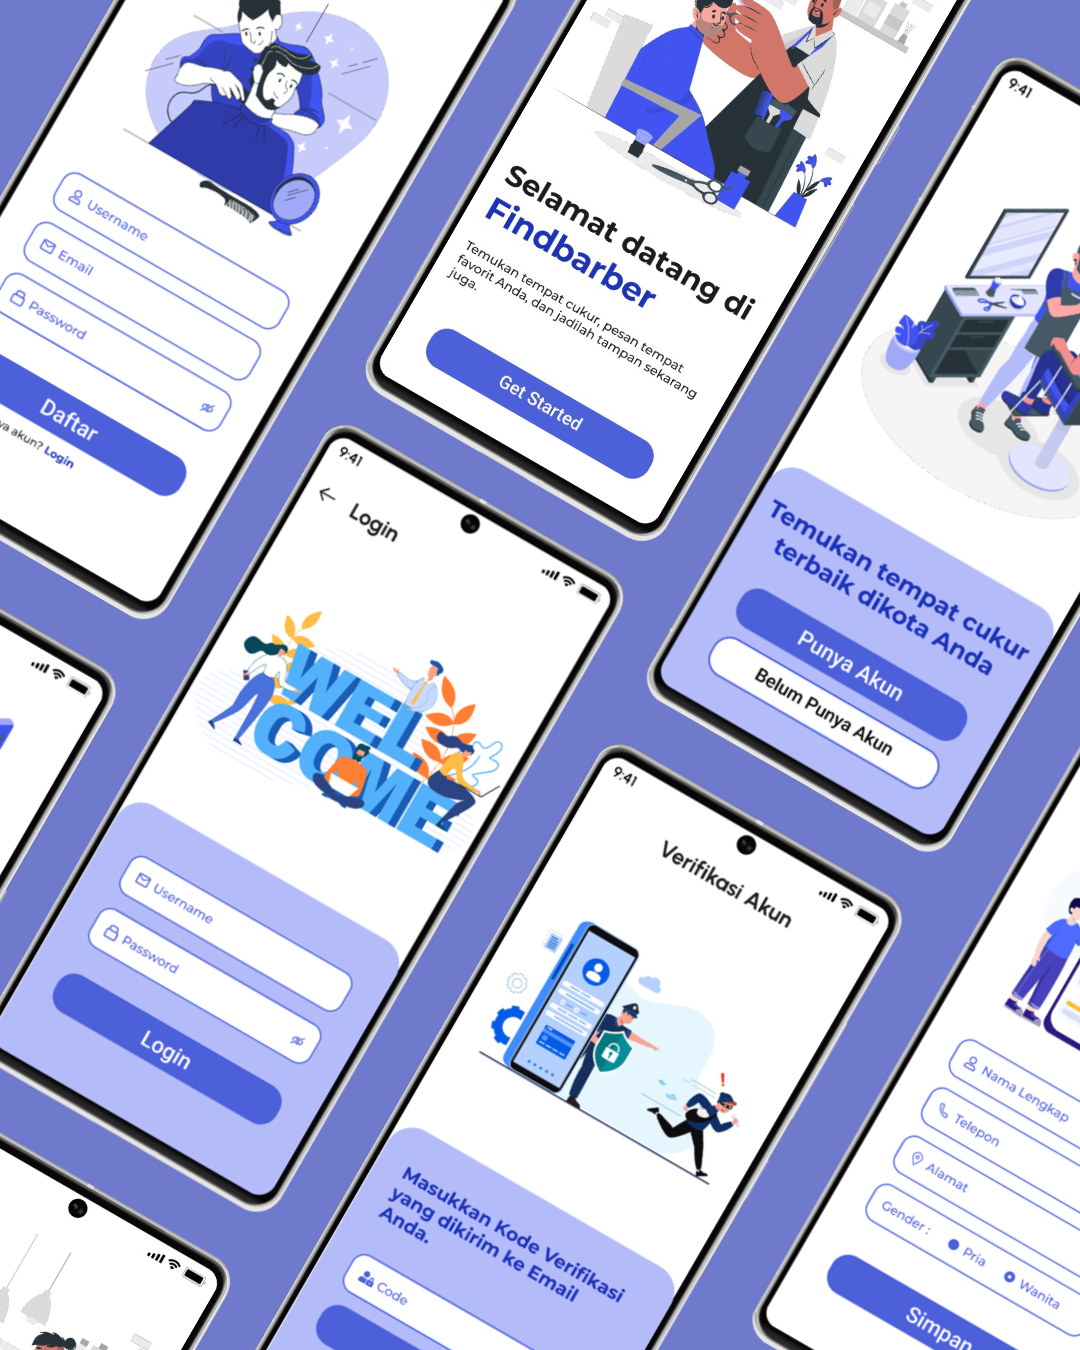 Username
Email
Password
Daftar
akun? Login
Selamat datang di
Findbarber
Temukan tempat cukur, pesan tempat
favorit Anda, dan jadilah tampan sekarang
juga.
Get Started
9:41
Temukan tempat cukur
terbaik dikota Anda
Punya Akun
Belum Punya Akun
9:41
Login
WEL
COME
Username
Password
Login
9:41
Verifikasi Akun
Masukkan Kode Verifikasi
yang dikirim ke Email
Anda.
Code
Nama Lengkap
Telepon
Alamat
Gender :
Pria
Wanita
Simpan